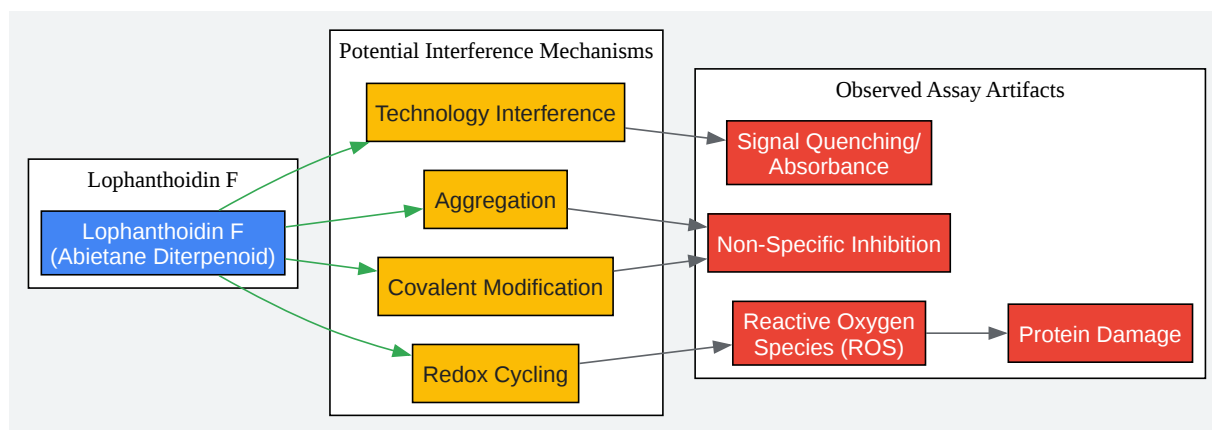 Lophanthoidin F
Lophanthoidin F
(Abietane Diterpenoid)
Potential Interference Mechanisms
Technology Interference
Aggregation
Covalent Modification
Redox Cycling
Observed Assay Artifacts
Signal Quenching/
Absorbance
Non-Specific Inhibition
Reactive Oxygen
Species (ROS)
Protein Damage